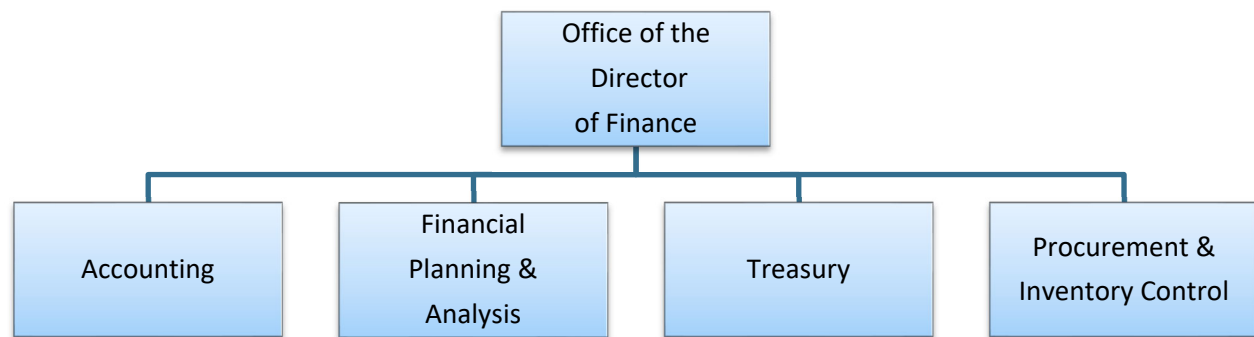 Office of the
Director
of Finance
Accounting
Financial
Planning &
Analysis
Treasury
Procurement &
Inventory Control